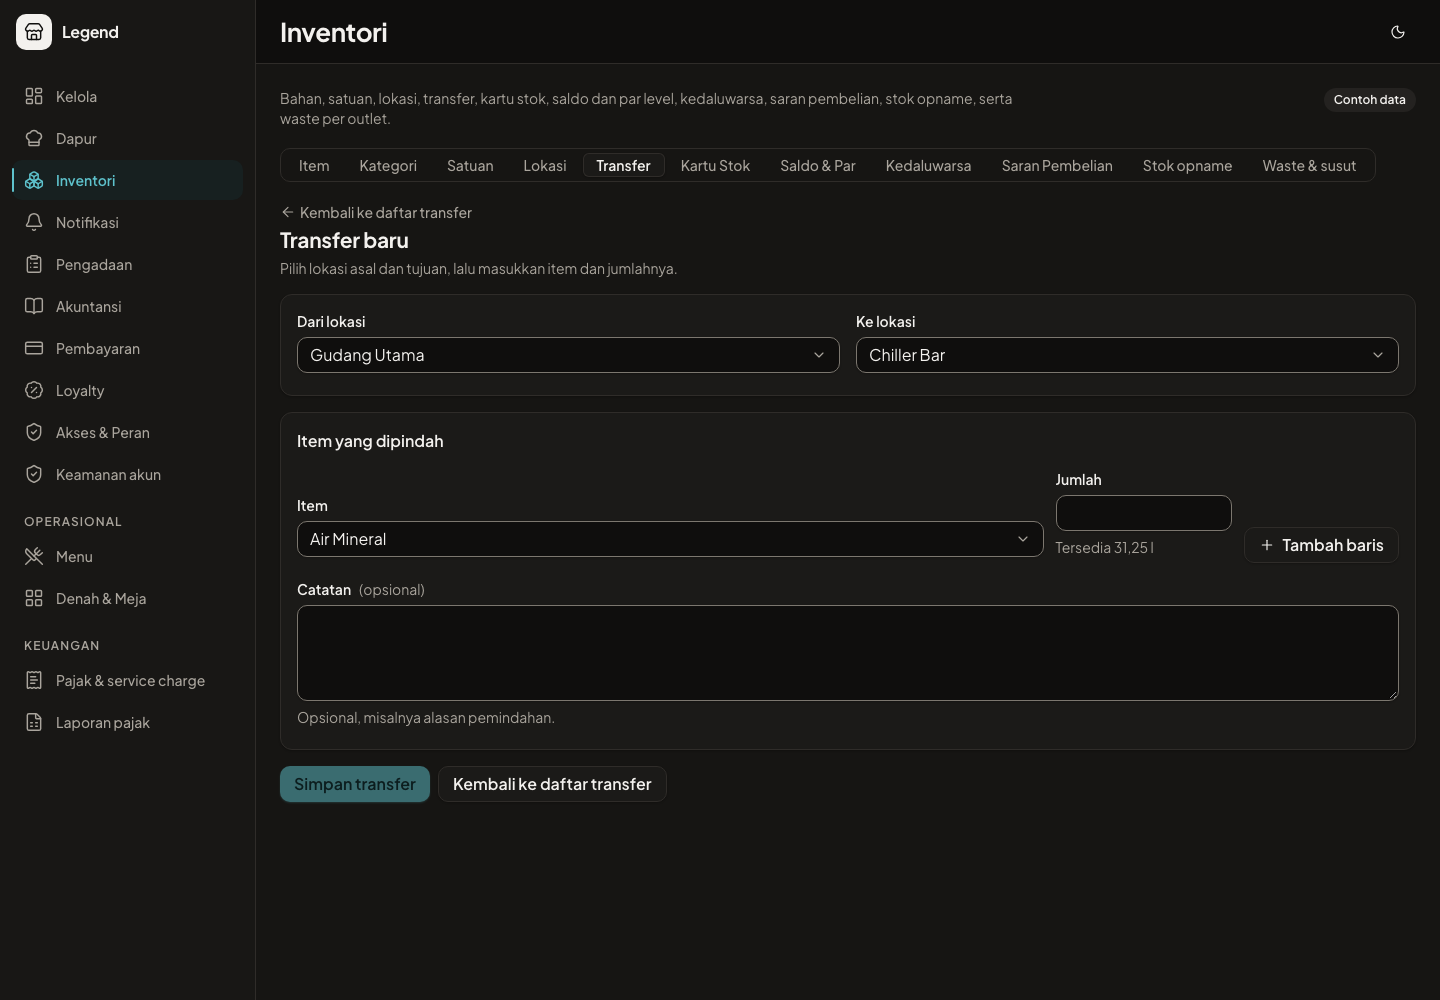 Legend
Inventori
Kelola
Dapur
Inventori
Notifikasi
Pengadaan
Akuntansi
Pembayaran
Loyalty
Akses & Peran
Keamanan akun
OPERASIONAL
Menu
Denah & Meja
KEUANGAN
Pajak & service charge
Laporan pajak
Bahan, satuan, lokasi, transfer, kartu stok, saldo dan par level, kedaluwarsa, saran pembelian, stok opname, serta
waste per outlet.
Contoh data
Item Kategori Satuan Lokasi Transfer Kartu Stok Saldo & Par Kedaluwarsa Saran Pembelian Stok opname Waste & susut
Kembali ke daftar transfer
Transfer baru
Pilih lokasi asal dan tujuan, lalu masukkan item dan jumlahnya.
Dari lokasi
Gudang Utama
Ke lokasi
Chiller Bar
Item yang dipindah
Item
Air Mineral
Jumlah
Tersedia 31,25 l
Tambah baris
Catatan (opsional)
Opsional, misalnya alasan pemindahan.
Simpan transfer
Kembali ke daftar transfer